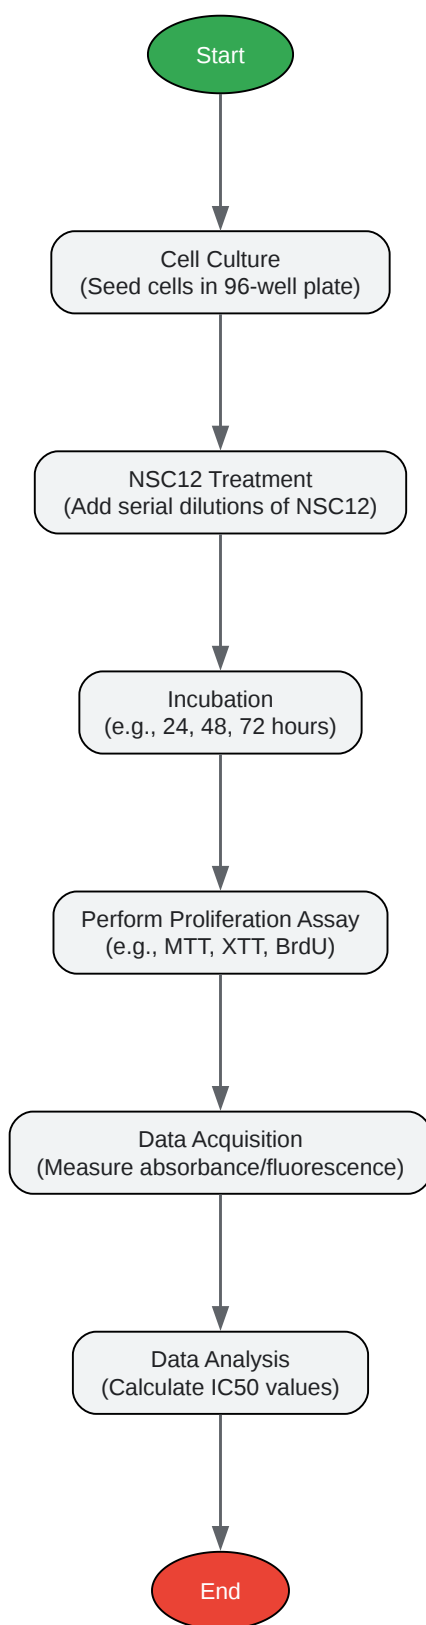 Start
Cell Culture
(Seed cells in 96-well plate)
NSC12 Treatment
(Add serial dilutions of NSC12)
Incubation
(e.g., 24, 48, 72 hours)
Perform Proliferation Assay
(e.g., MTT, XTT, BrdU)
Data Acquisition
(Measure absorbance/fluorescence)
Data Analysis
(Calculate IC50 values)
End